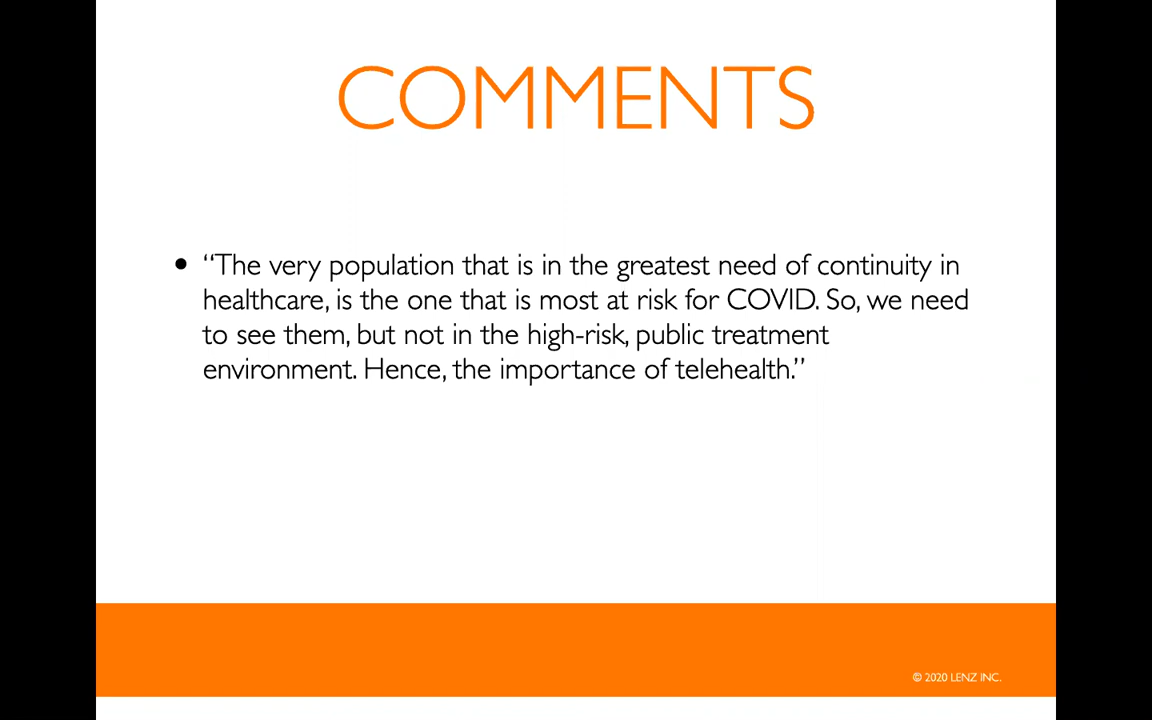 COMMENTS
• “The very population that is in the greatest need of continuity in
healthcare, is the one that is most at risk for COVID. So, we need
to see them, but not in the high-risk, public treatment
environment. Hence, the importance of telehealth.”
© 2020 LENZ INC.